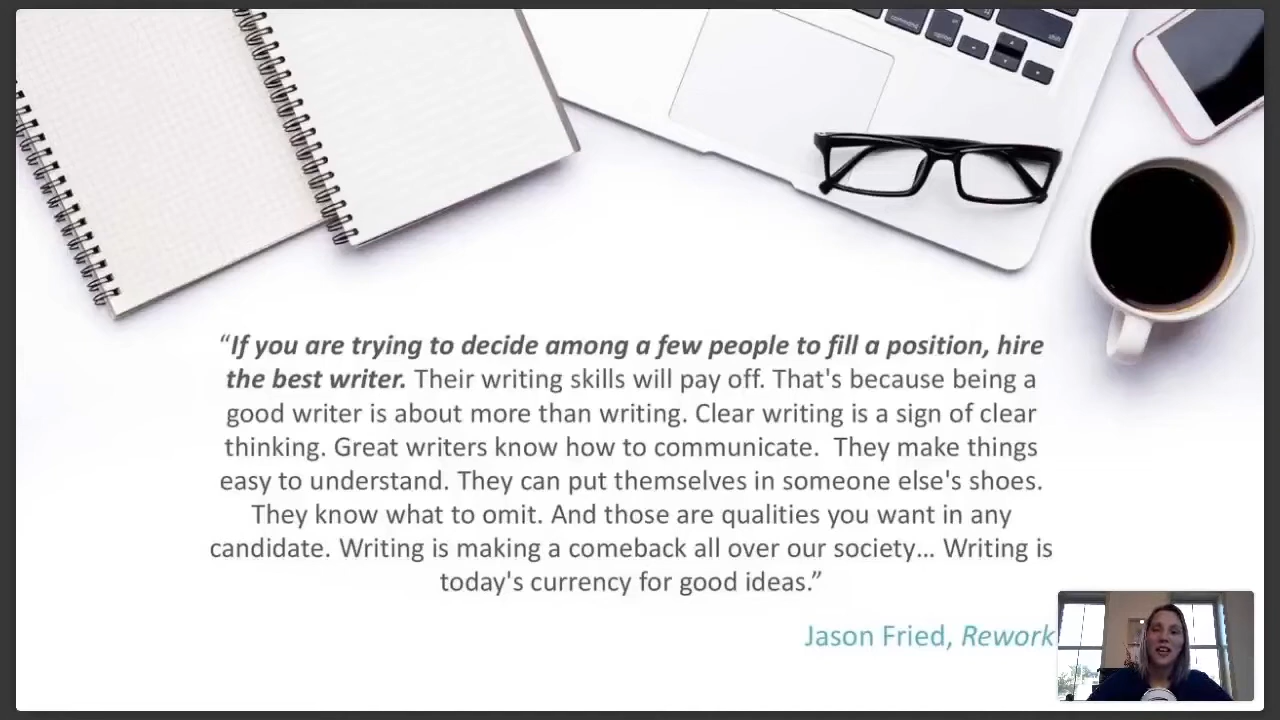 command
option
shift
“If you are trying to decide among a few people to fill a position, hire
the best writer. Their writing skills will pay off. That's because being a
good writer is about more than writing. Clear writing is a sign of clear
thinking. Great writers know how to communicate.  They make things
easy to understand. They can put themselves in someone else's shoes.
They know what to omit. And those are qualities you want in any
candidate. Writing is making a comeback all over our society… Writing is
today's currency for good ideas.”
Jason Fried, Rework